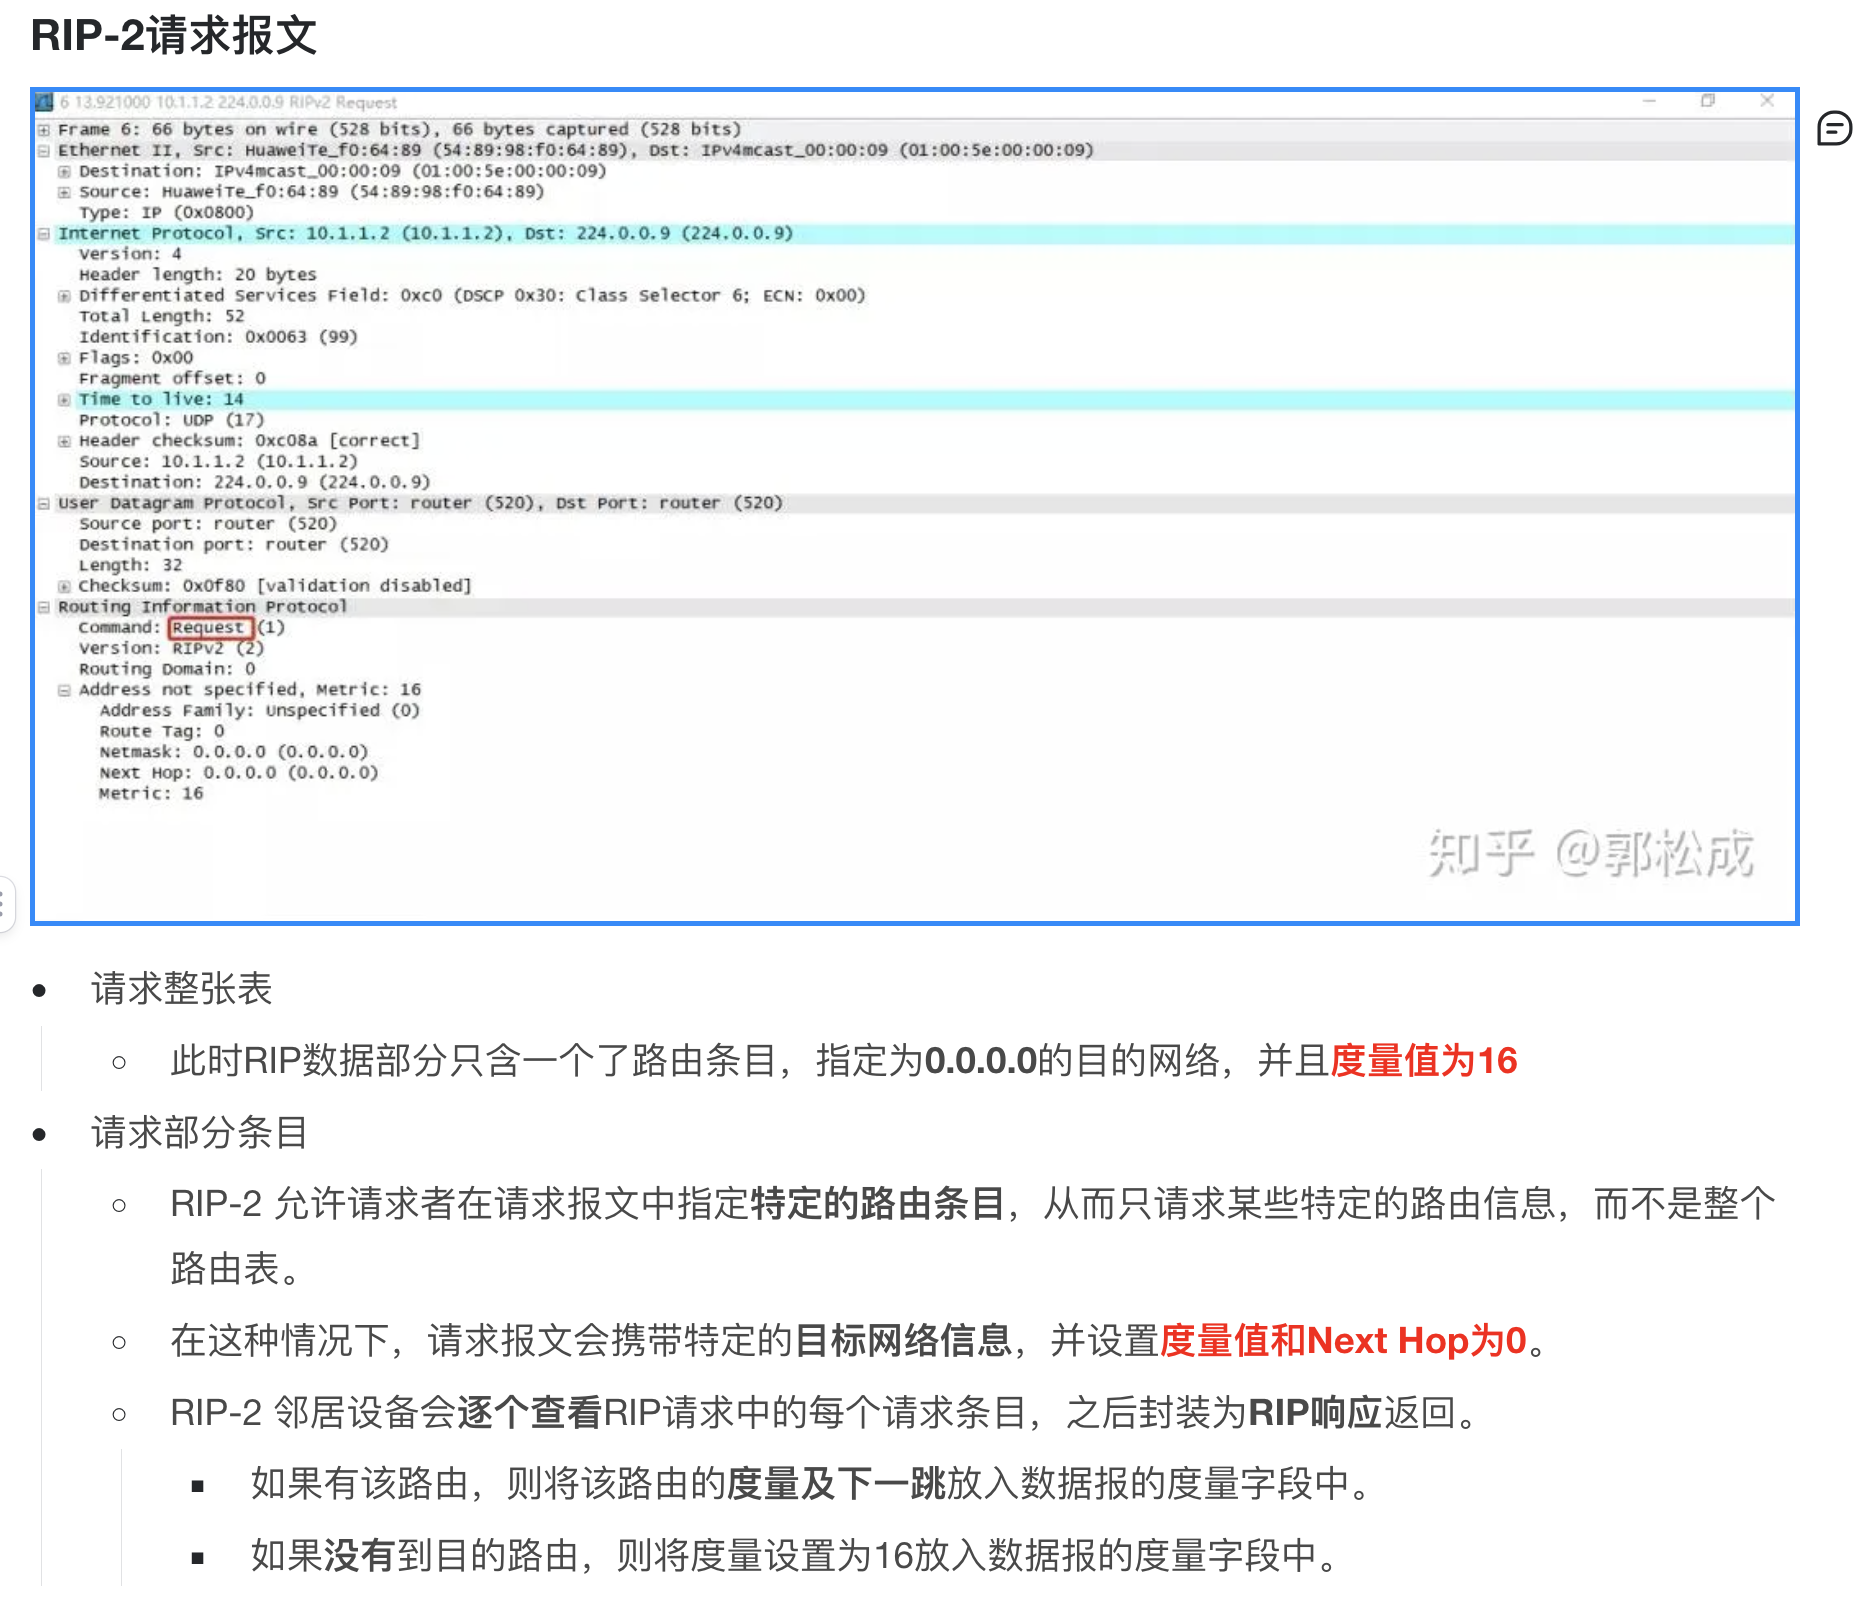 RIP-2请求报文
6 13.921000 10.1.1.2 224.0.0.9 RIPv2 Request
Frame 6: 66 bytes on wire (528 bits), 66 bytes captured (528 bits)
Ethernet II, Src: HuaweiTe_f0:64:89 (54:89:98:f0:64:89), Dst: IPv4mcast_00:00:09 (01:00:5e:00:00:09)
Destination: IPv4mcast_00:00:09 (01:00:5e:00:00:09)
Source: HuaweiTe_f0:64:89 (54:89:98:f0:64:89)
Type: IP (0x0800)
Internet Protocol, Src: 10.1.1.2 (10.1.1.2), Dst: 224.0.0.9 (224.0.0.9)
Version: 4
Header length: 20 bytes
Differentiated Services Field: 0xc0 (DSCP 0x30: Class Selector 6; ECN: 0x00)
Total Length: 52
Identification: 0x0063 (99)
Flags: 0x00
Fragment offset: 0
Time to live: 14
Protocol: UDP (17)
Header checksum: 0xc08a [correct]
Source: 10.1.1.2 (10.1.1.2)
Destination: 224.0.0.9 (224.0.0.9)
User Datagram Protocol, Src Port: router (520), Dst Port: router (520)
Source port: router (520)
Destination port: router (520)
Length: 32
Checksum: 0x0f80 [validation disabled]
Routing Information Protocol
Command: Request (1)
Version: RIPv2 (2)
Routing Domain: 0
Address not specified, Metric: 16
Address Family: Unspecified (0)
Route Tag: 0
Netmask: 0.0.0.0 (0.0.0.0)
Next Hop: 0.0.0.0 (0.0.0.0)
Metric: 16
知乎 @郭松成
请求整张表
此时RIP数据部分只含一个了路由条目，指定为0.0.0.0的目的网络，并且度量值为16
请求部分条目
RIP-2 允许请求者在请求报文中指定特定的路由条目，从而只请求某些特定的路由信息，而不是整个
路由表。
在这种情况下，请求报文会携带特定的目标网络信息，并设置度量值和Next Hop为0。
RIP-2 邻居设备会逐个查看RIP请求中的每个请求条目，之后封装为RIP响应返回。
如果有该路由，则将该路由的度量及下一跳放入数据报的度量字段中。
如果没有到目的路由，则将度量设置为16放入数据报的度量字段中。